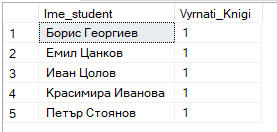 Ime_student Vyrnati_Knigi
1 Борис Георгиев 1
2 Емил Цанков 1
3 Иван Цолов 1
4 Красимира Иванова 1
5 Петър Стоянов 1